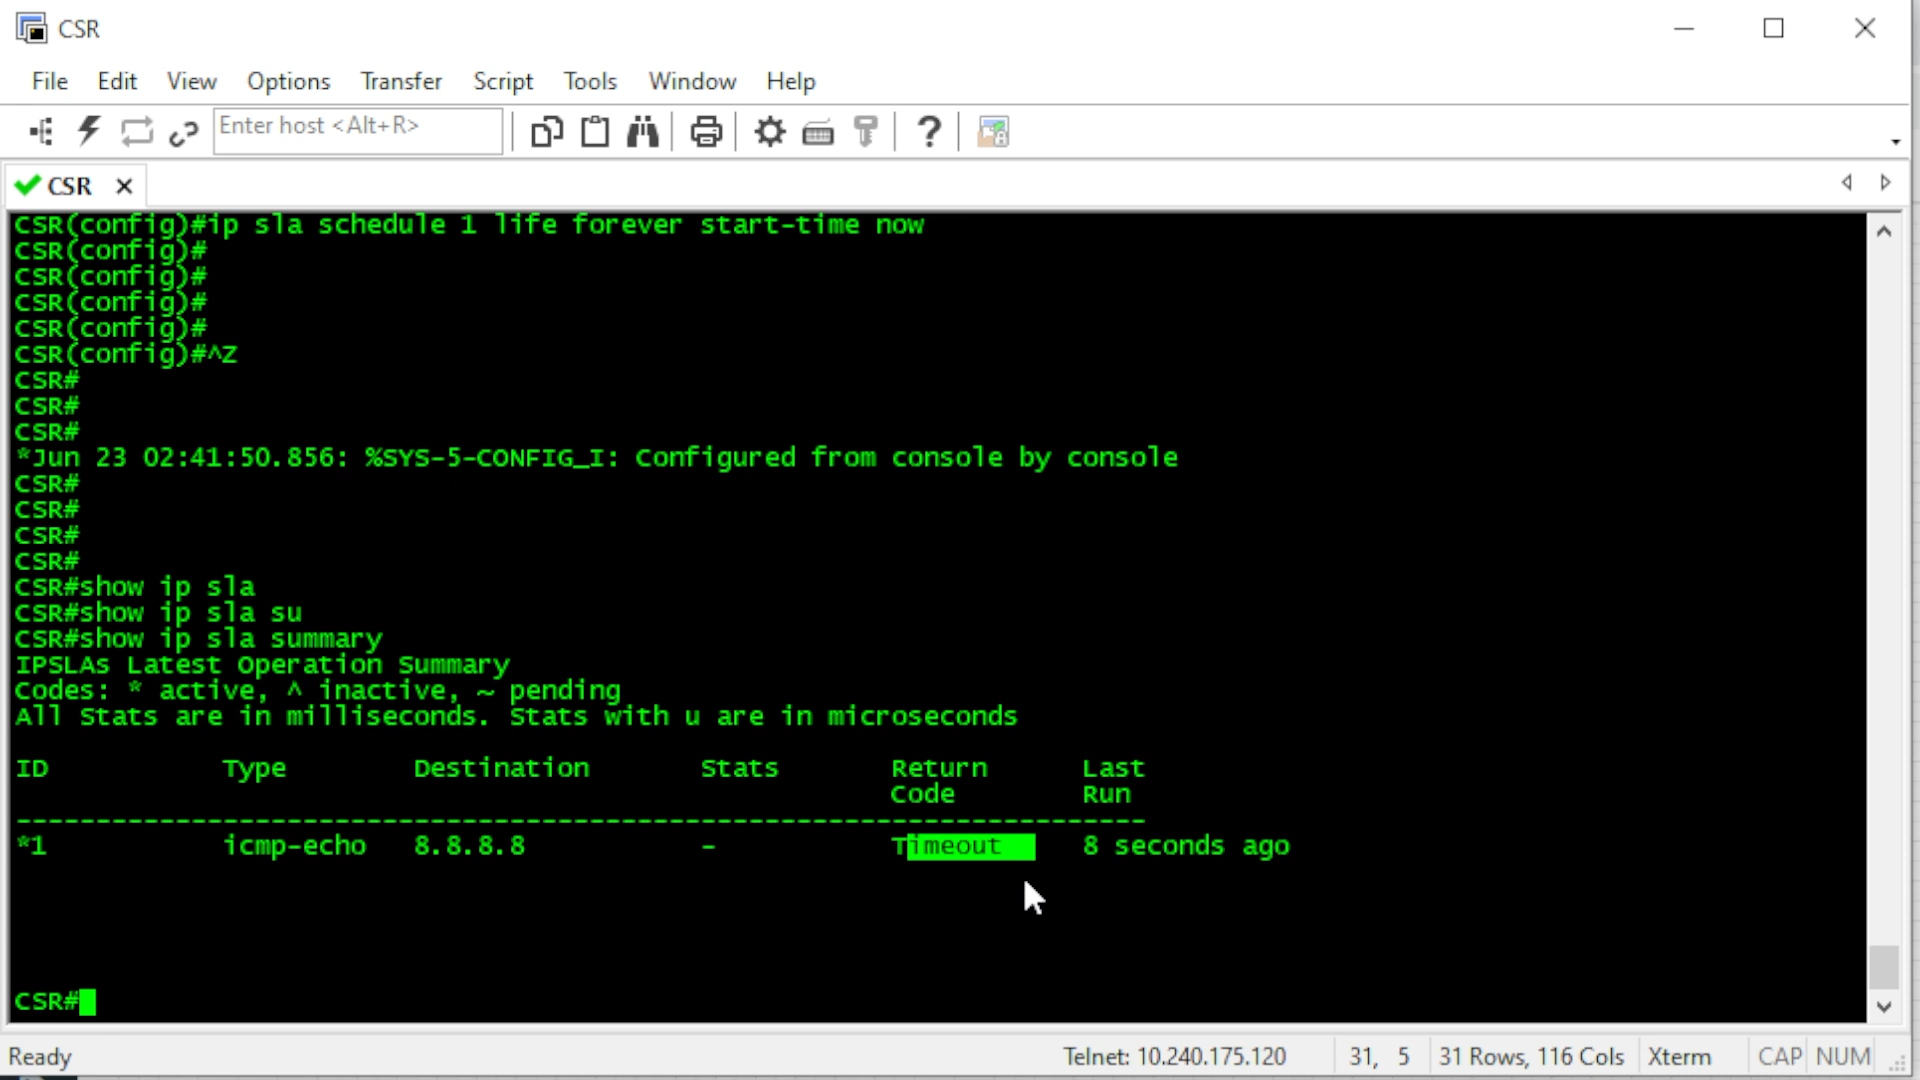 CSR
File Edit View Options Transfer Script Tools Window Help
Enter host <Alt+R>
CSR
CSR(config)#ip sla schedule 1 life forever start-time now
CSR(config)#
CSR(config)#
CSR(config)#
CSR(config)#
CSR(config)#^Z
CSR#
CSR#
CSR#
*Jun 23 02:41:50.856: %SYS-5-CONFIG_I: Configured from console by console
CSR#
CSR#
CSR#
CSR#
CSR#show ip sla
CSR#show ip sla su
CSR#show ip sla summary
IPSLAs Latest Operation Summary
Codes: * active, ^ inactive, ~ pending
All Stats are in milliseconds. Stats with u are in microseconds
ID Type Destination Stats Return Last
Code Run
-----------------------------------------------------------------------
*1 icmp-echo 8.8.8.8 - Timeout 8 seconds ago
CSR#
Ready Telnet: 10.240.175.120 31, 5 31 Rows, 116 Cols Xterm CAP NUM